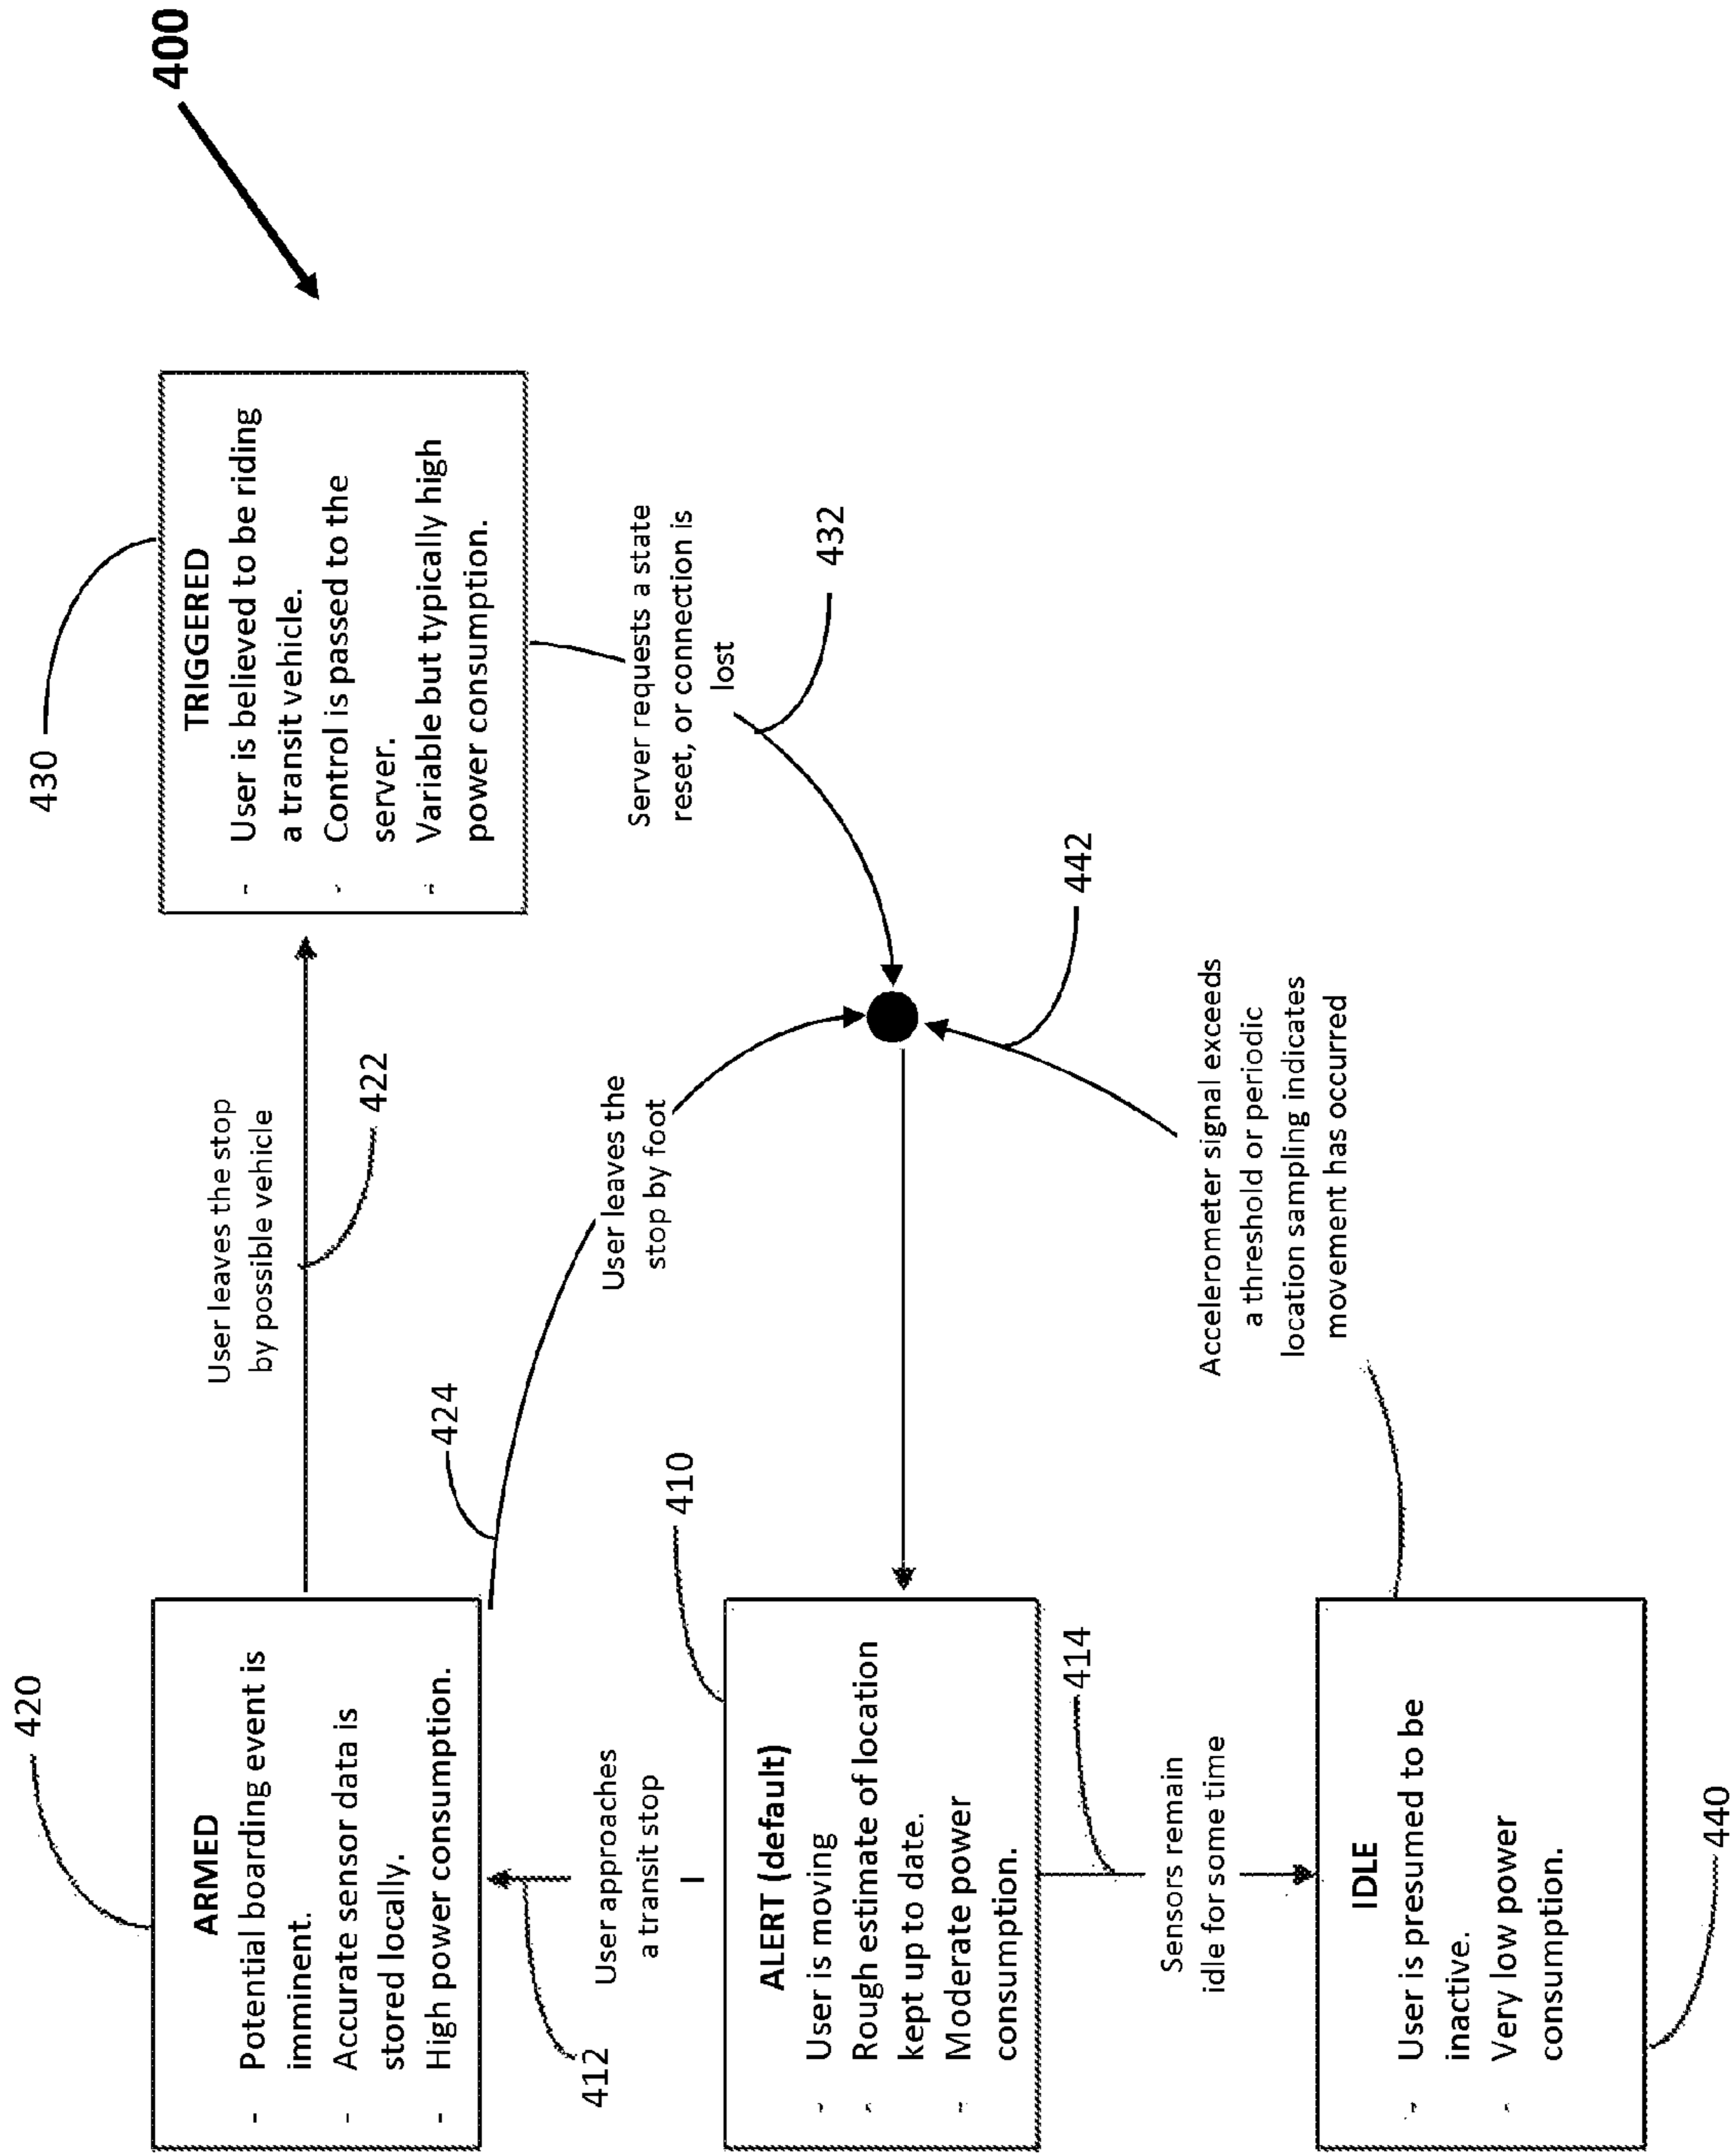 400
420
ARMED
- Potential boarding event is
imminent.
- Accurate sensor data is
stored locally.
- High power consumption.
User leaves the stop
by possible vehicle
422
430
TRIGGERED
- User is believed to be riding
a transit vehicle.
- Control is passed to the
server.
- Variable but typically high
power consumption.
412
User approaches
a transit stop
424
User leaves the
stop by foot
Server requests a state
reset, or connection is
lost
432
410
ALERT (default)
- User is moving
- Rough estimate of location
kept up to date.
- Moderate power
consumption.
442
414
Sensors remain
idle for some time
Accelerometer signal exceeds
a threshold or periodic
location sampling indicates
movement has occurred
IDLE
- User is presumed to be
inactive.
- Very low power
consumption.
440